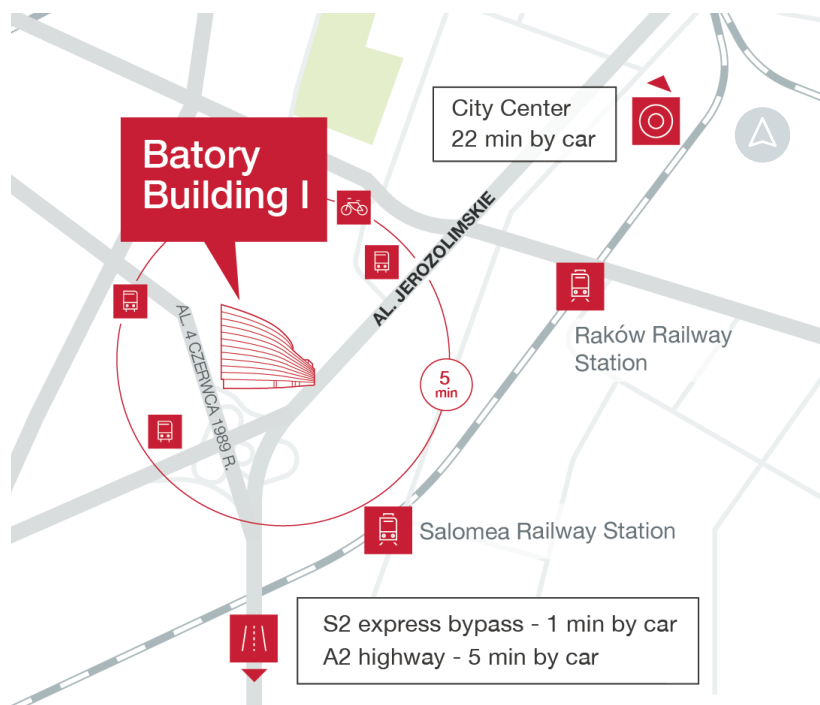 City Center
22 min by car
Batory
Building I
AL. JEROZOLIMSKIE
Raków Railway
Station
AL. 4 CZERWCA 1989 R.
5
min
Salomea Railway Station
S2 express bypass - 1 min by car
A2 highway - 5 min by car